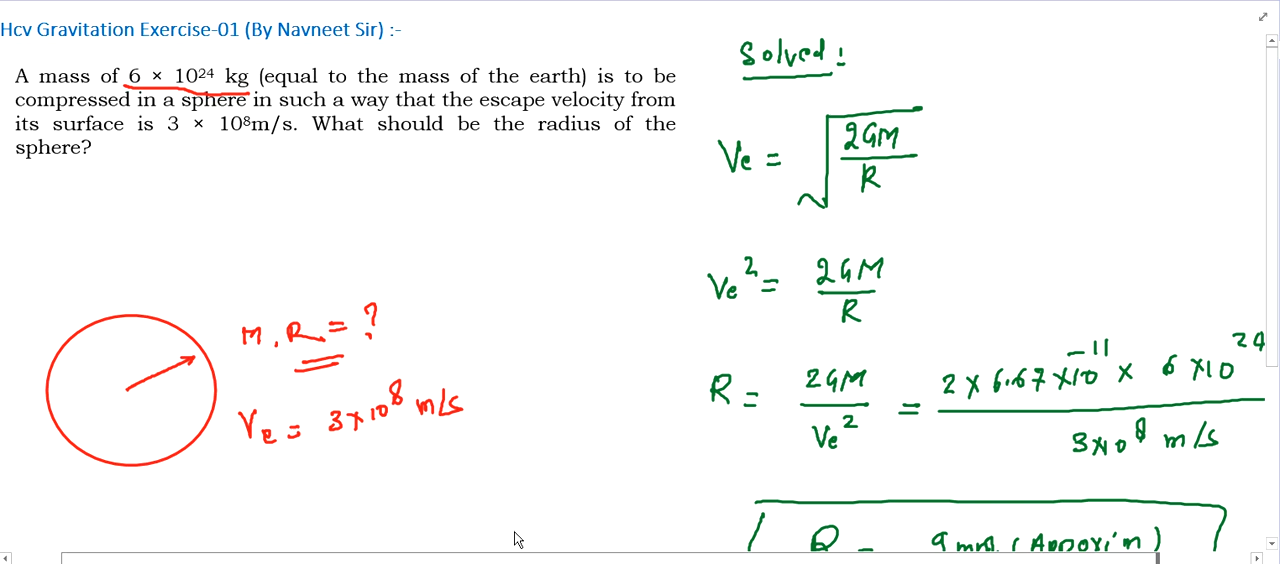 Hcv Gravitation Exercise-01 (By Navneet Sir) :-
A mass of 6 × 10²⁴ kg (equal to the mass of the earth) is to be
compressed in a sphere in such a way that the escape velocity from
its surface is 3 × 10⁸m/s. What should be the radius of the
sphere?
M, R = ?
Ve = 3×10⁸ m/s
Solved:
Ve = √(2GM/R)
Ve² = 2GM/R
R = 2GM/Ve² = 2 × 6.67×10⁻¹¹ × 6×10²⁴ / 3×10⁸ m/s
R = 9 mm. (Approxim)